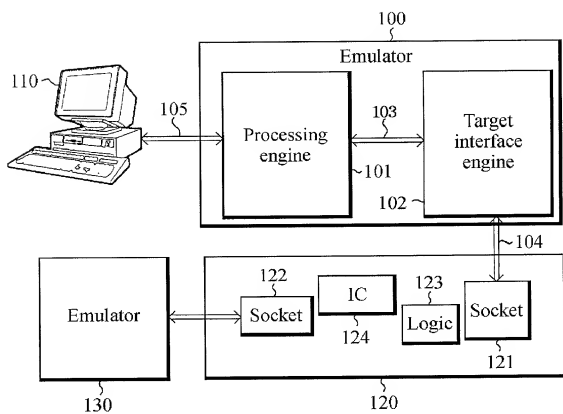 100
Emulator
110
105
Processing
engine
101
103
Target
interface
engine
102
104
Emulator
130
122
Socket
IC
124
123
Logic
Socket
121
120